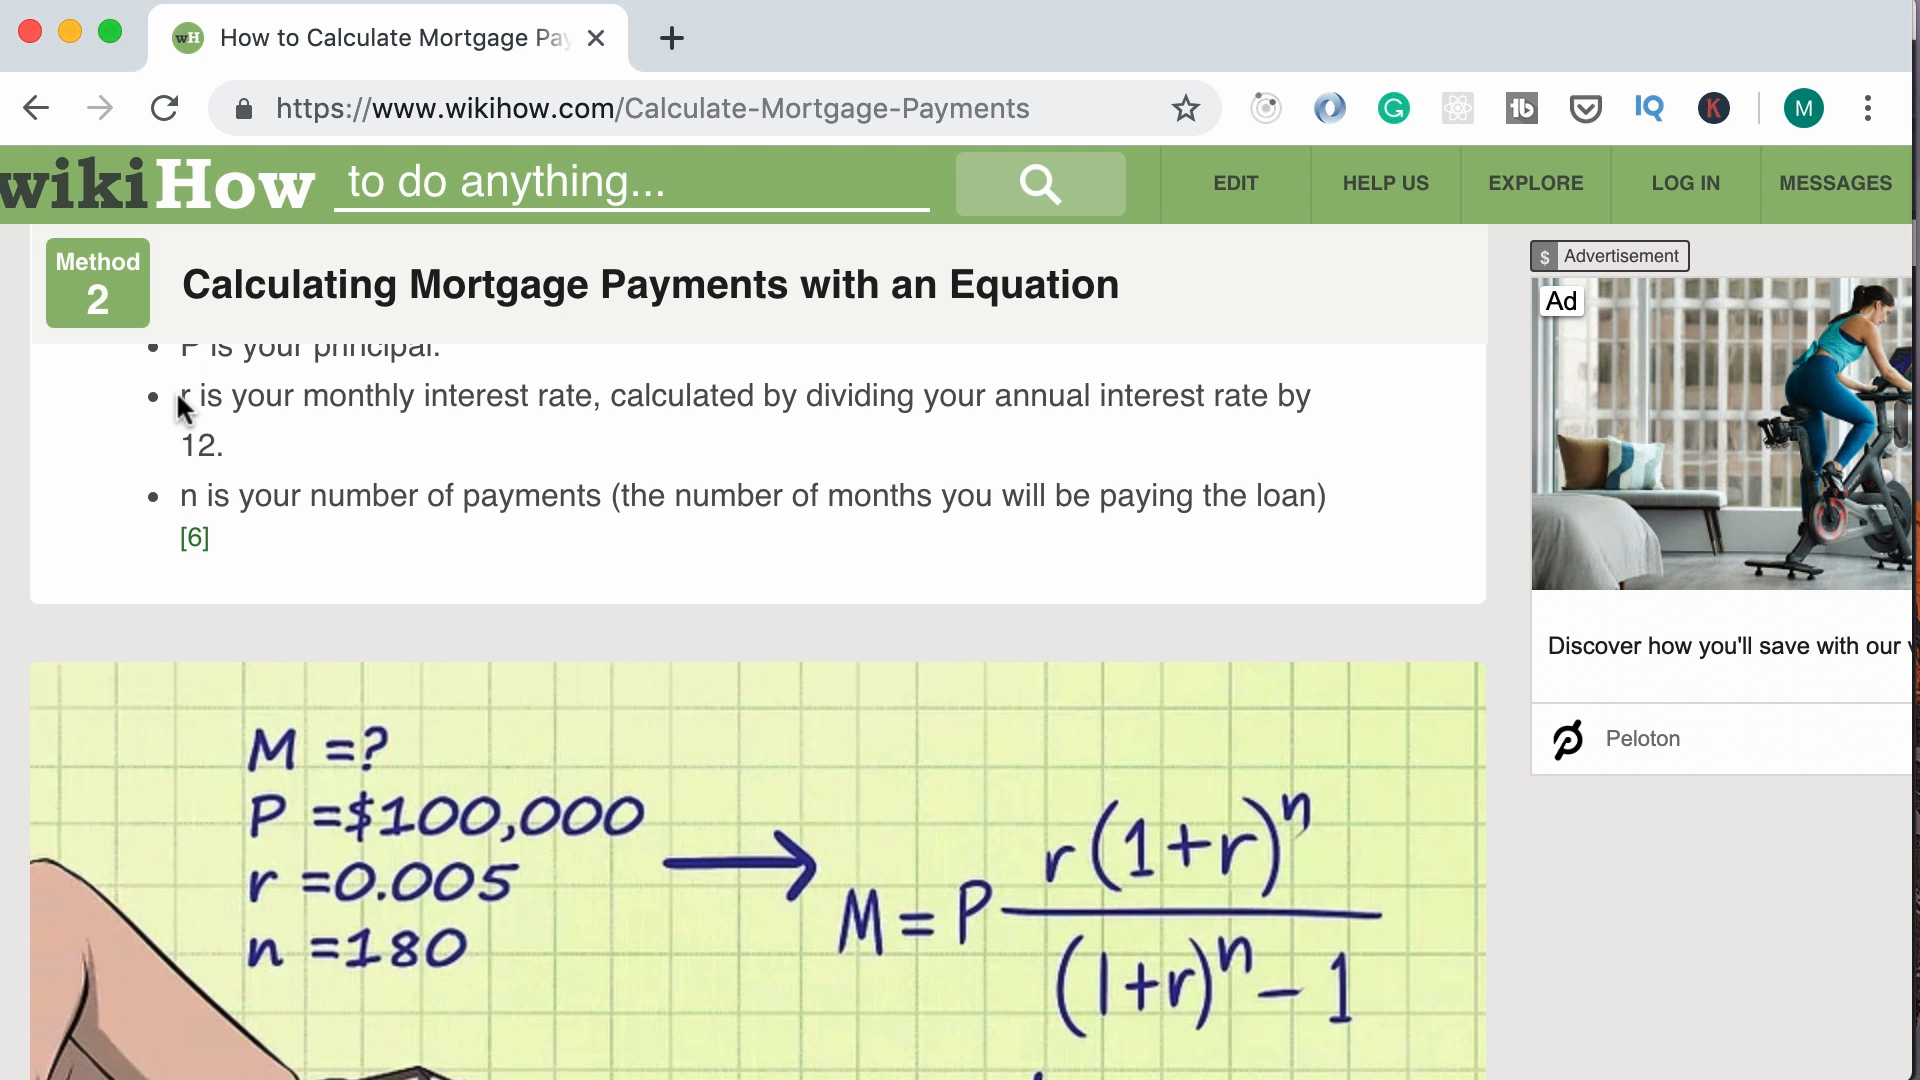 How to Calculate Mortgage Pay
https://www.wikihow.com/Calculate-Mortgage-Payments
M
wikiHow to do anything... EDIT HELP US EXPLORE LOG IN MESSAGES
Method
2
Calculating Mortgage Payments with an Equation
P is your principal.
r is your monthly interest rate, calculated by dividing your annual interest rate by
12.
n is your number of payments (the number of months you will be paying the loan)
[6]
M =?
P =$100,000
r =0.005
n =180
M = P r(1+r)^n
(1+r)^n - 1
$ Advertisement
Ad
Discover how you'll save with our
Peloton